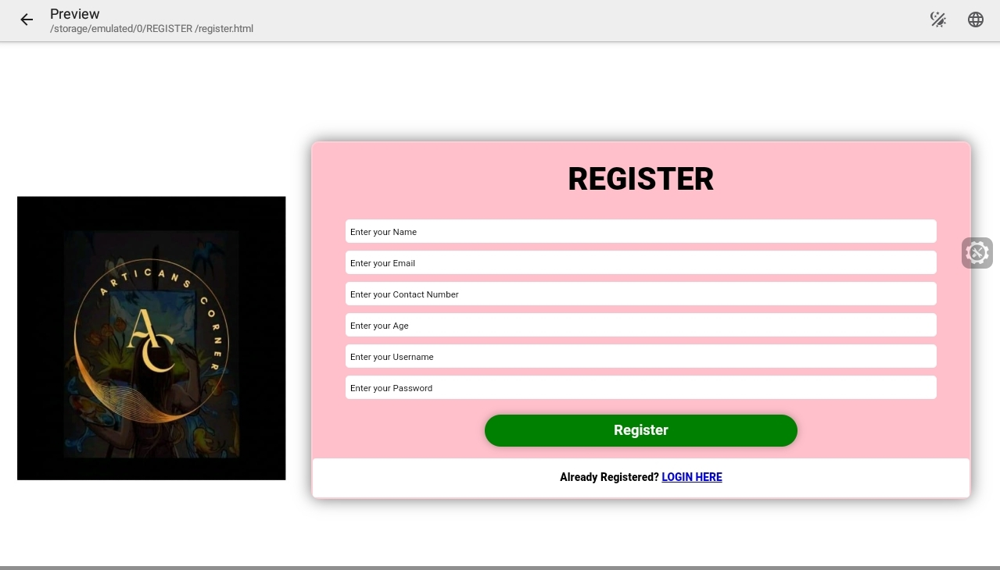 Preview
/storage/emulated/0/REGISTER /register.html
ARTICANS CORNER
AC
REGISTER
Enter your Name
Enter your Email
Enter your Contact Number
Enter your Age
Enter your Username
Enter your Password
Register
Already Registered? LOGIN HERE